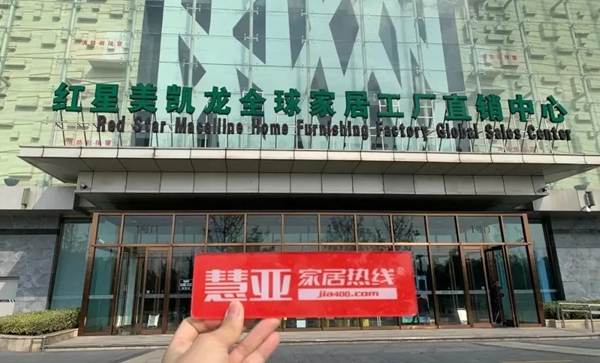 红星美凯龙全球家居工厂直销中心
Red Star Macalline Home Furnishing Factory Global Sales Center
慧亚 家居热线®
jia400.com